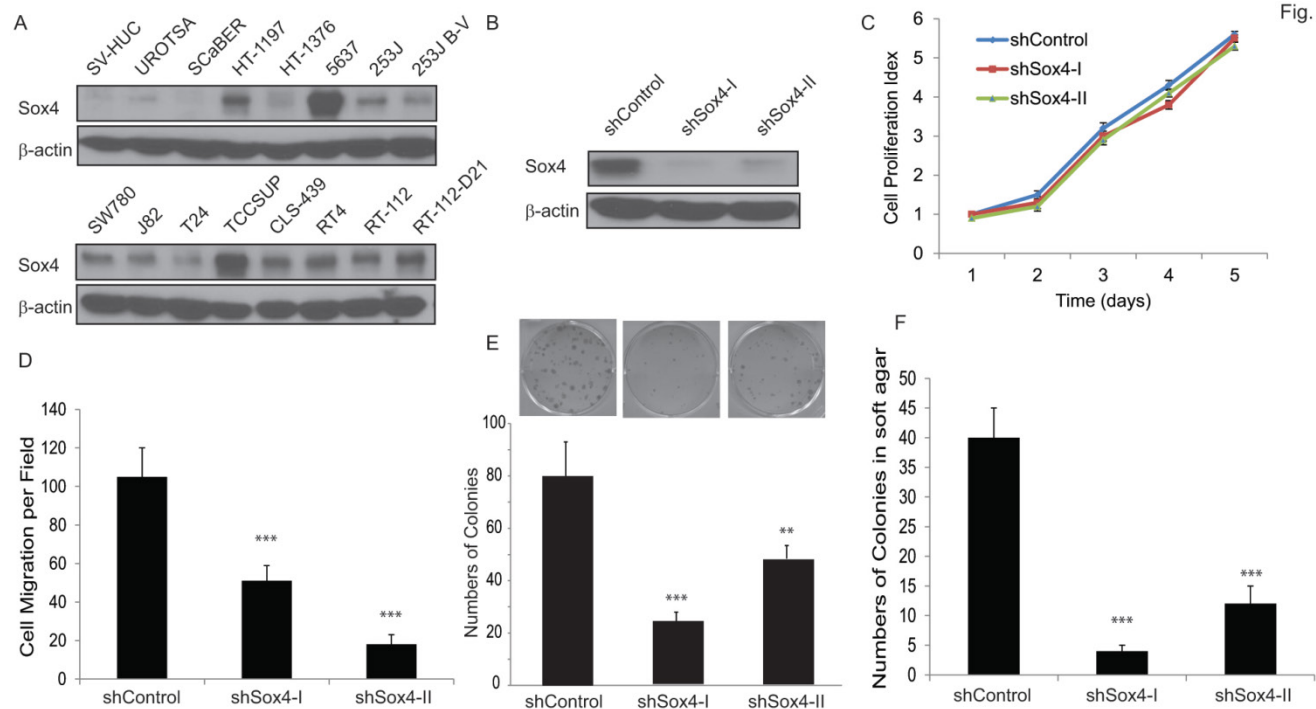 Fig.
A
SV-HUC UROTSA SCaBER HT-1197 HT-1376 5637 253J 253J B-V
Sox4
β-actin
SW780 J82 T24 TCCSUP CLS-439 RT4 RT-112 RT-112-D21
Sox4
β-actin
B
shControl shSox4-I shSox4-II
Sox4
β-actin
C
Cell Proliferation Idex
6
5
4
3
2
1
0
shControl
shSox4-I
shSox4-II
1 2 3 4 5
Time (days)
D
Cell Migration per Field
140
120
100
80
60
40
20
0
***
***
shControl shSox4-I shSox4-II
E
Numbers of Colonies
100
80
60
40
20
0
***
**
shControl shSox4-I shSox4-II
F
Numbers of Colonies in soft agar
50
45
40
35
30
25
20
15
10
5
0
***
***
shControl shSox4-I shSox4-II